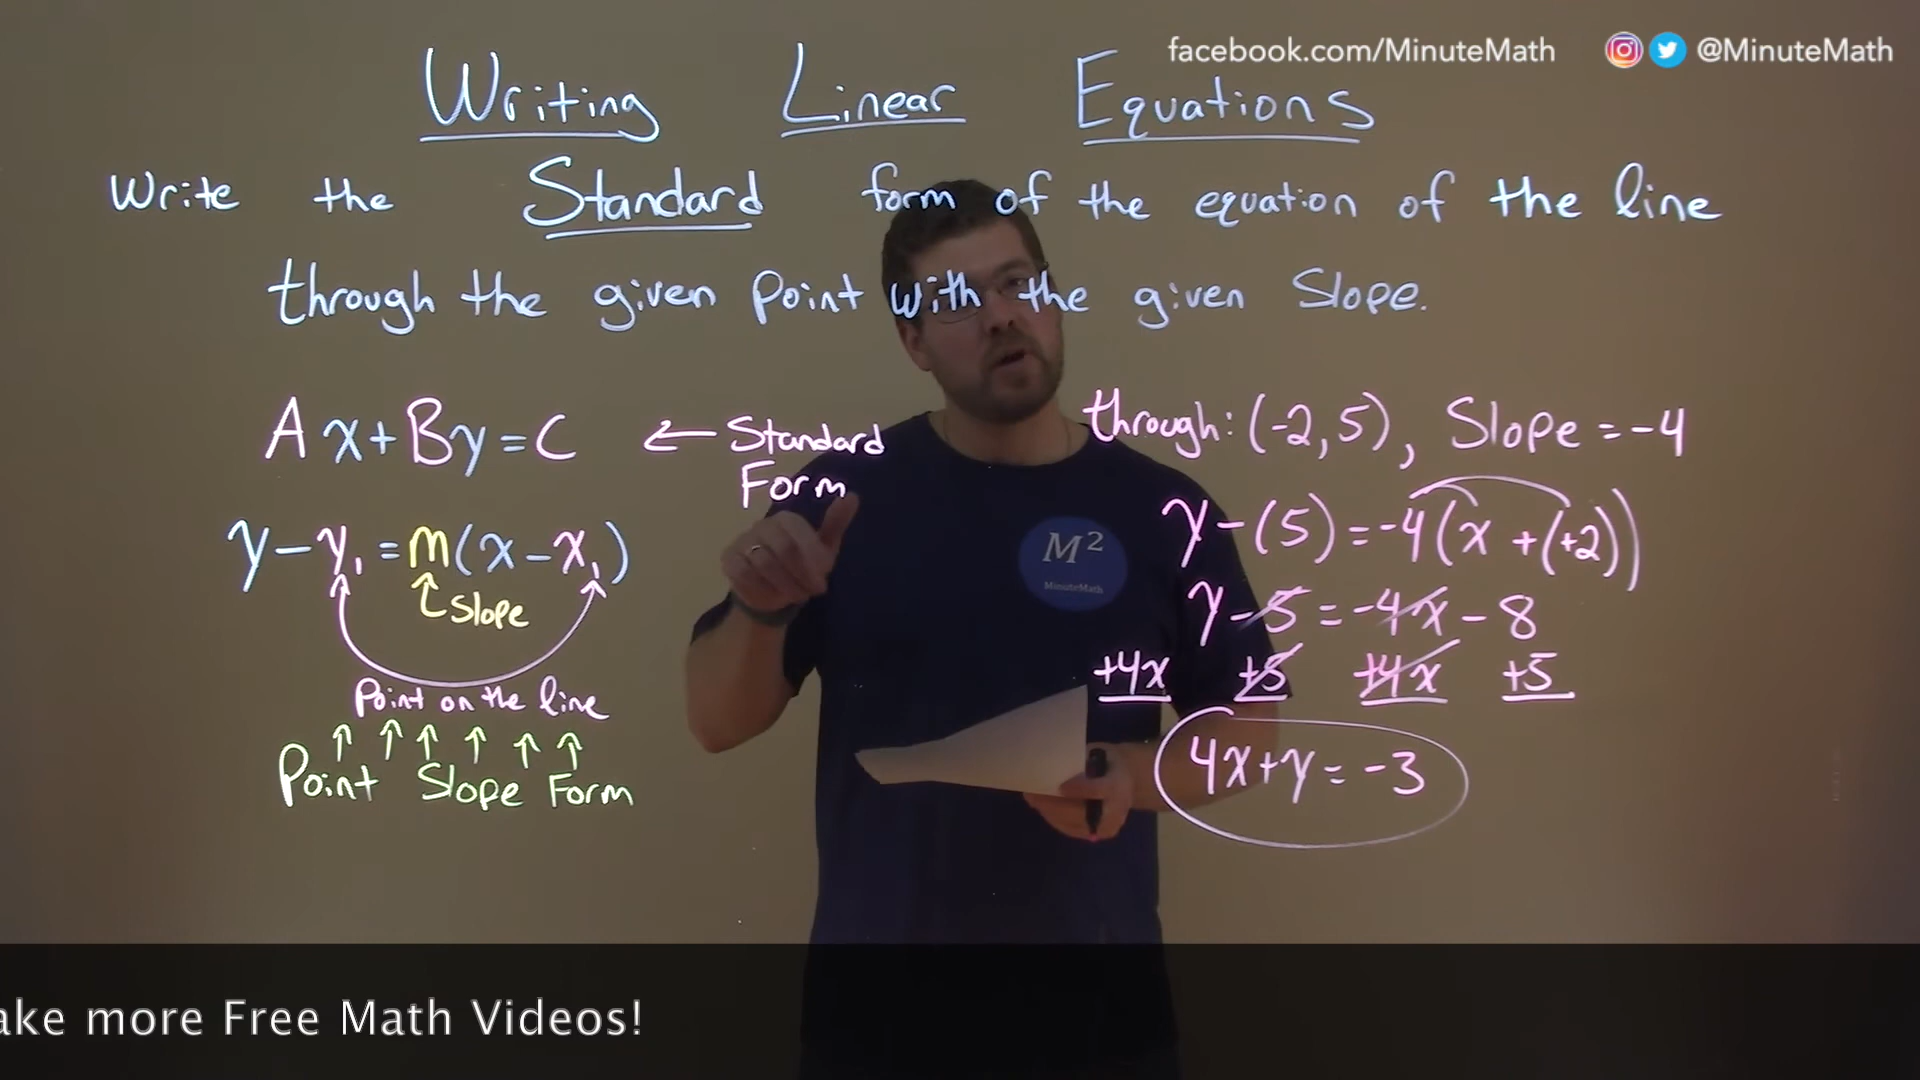 facebook.com/MinuteMath @MinuteMath
Writing Linear Equations
Write the Standard form of the equation of the line
through the given point with the given Slope.
Ax+By=C ← Standard
Form
y-y₁=m(x-x₁)
Slope
Point on the line
↑ ↑ ↑ ↑ ↑ ↑
Point Slope Form
through: (-2,5), Slope = -4
y-(5)=-4(x+(+2))
y-5=-4x-8
+4x +5 +4x +5
4x+y=-3
M²
MinuteMath
ake more Free Math Videos!